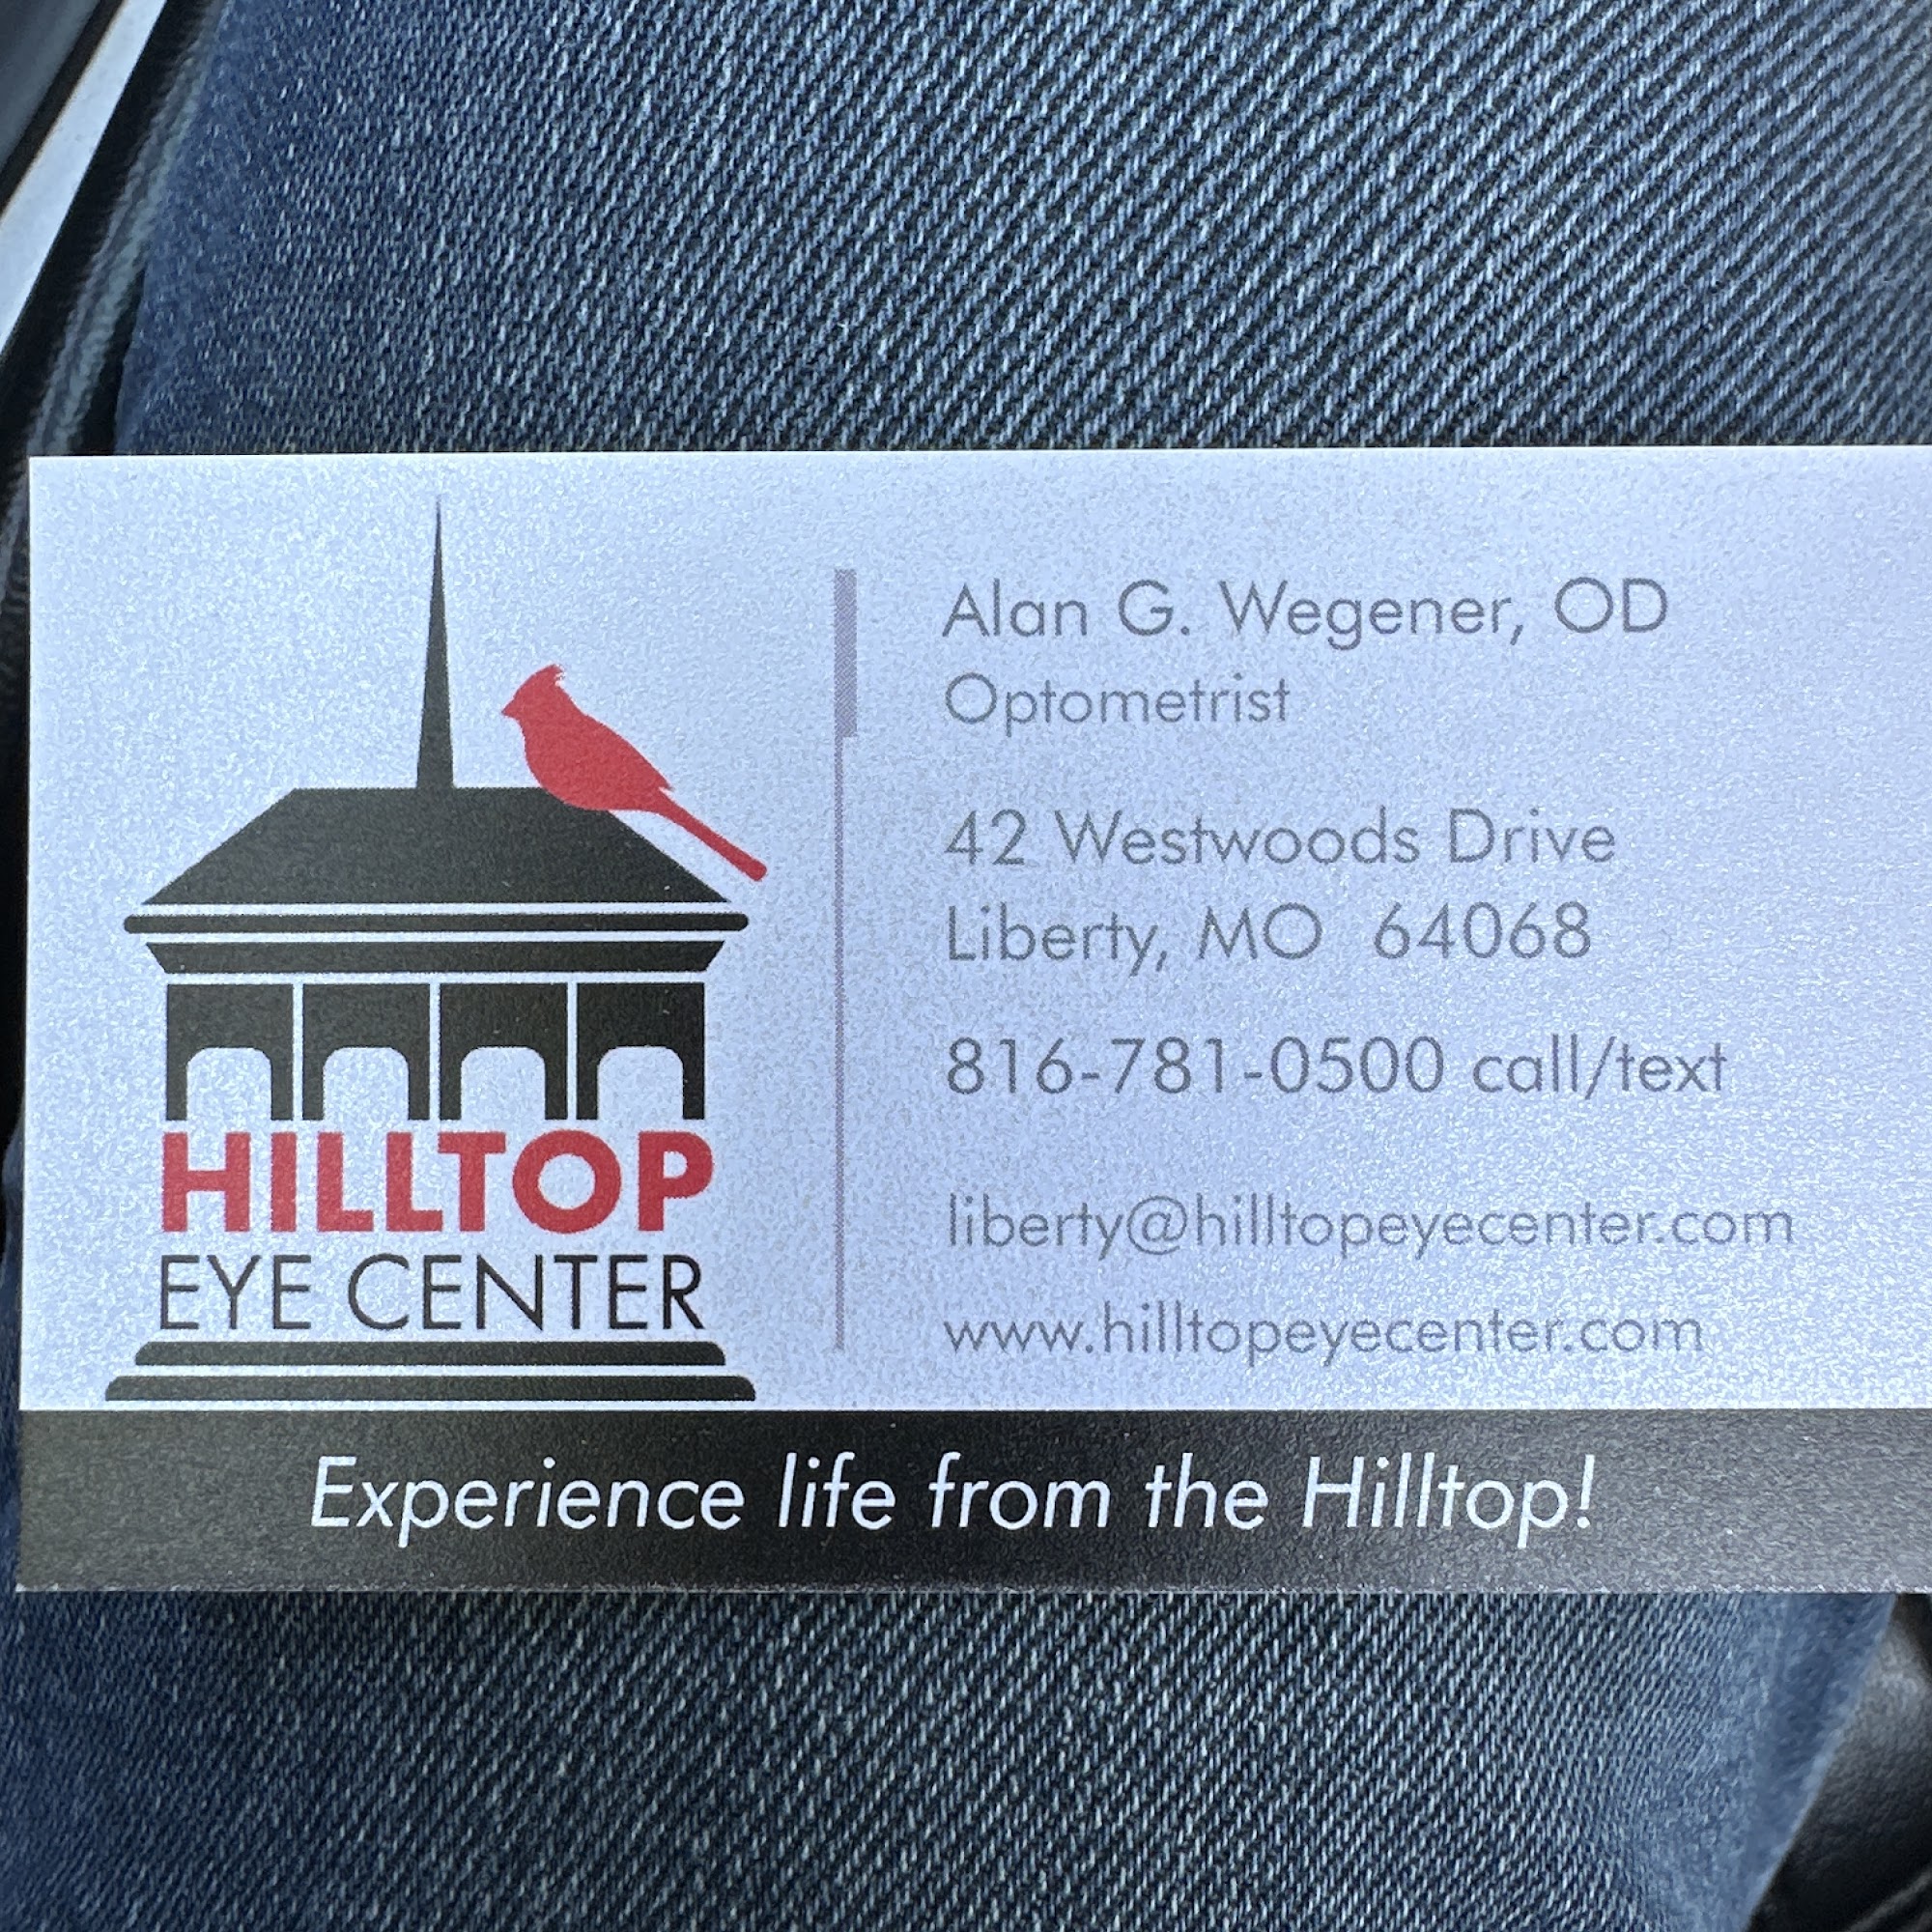 Alan G. Wegener, OD
Optometrist
42 Westwoods Drive
Liberty, MO  64068
816-781-0500 call/text
liberty@hilltopeyecenter.com
www.hilltopeyecenter.com
HILLTOP
EYE CENTER
Experience life from the Hilltop!